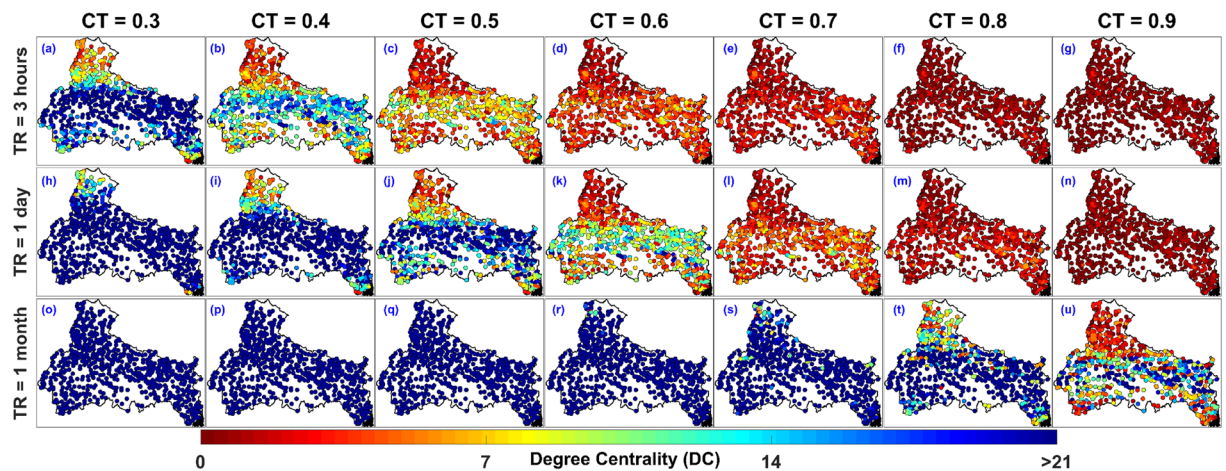 CT = 0.3 CT = 0.4 CT = 0.5 CT = 0.6 CT = 0.7 CT = 0.8 CT = 0.9
TR = 3 hours
(a) (b) (c) (d) (e) (f) (g)
TR = 1 day
(h) (i) (j) (k) (l) (m) (n)
TR = 1 month
(o) (p) (q) (r) (s) (t) (u)
0 7 Degree Centrality (DC) 14 >21